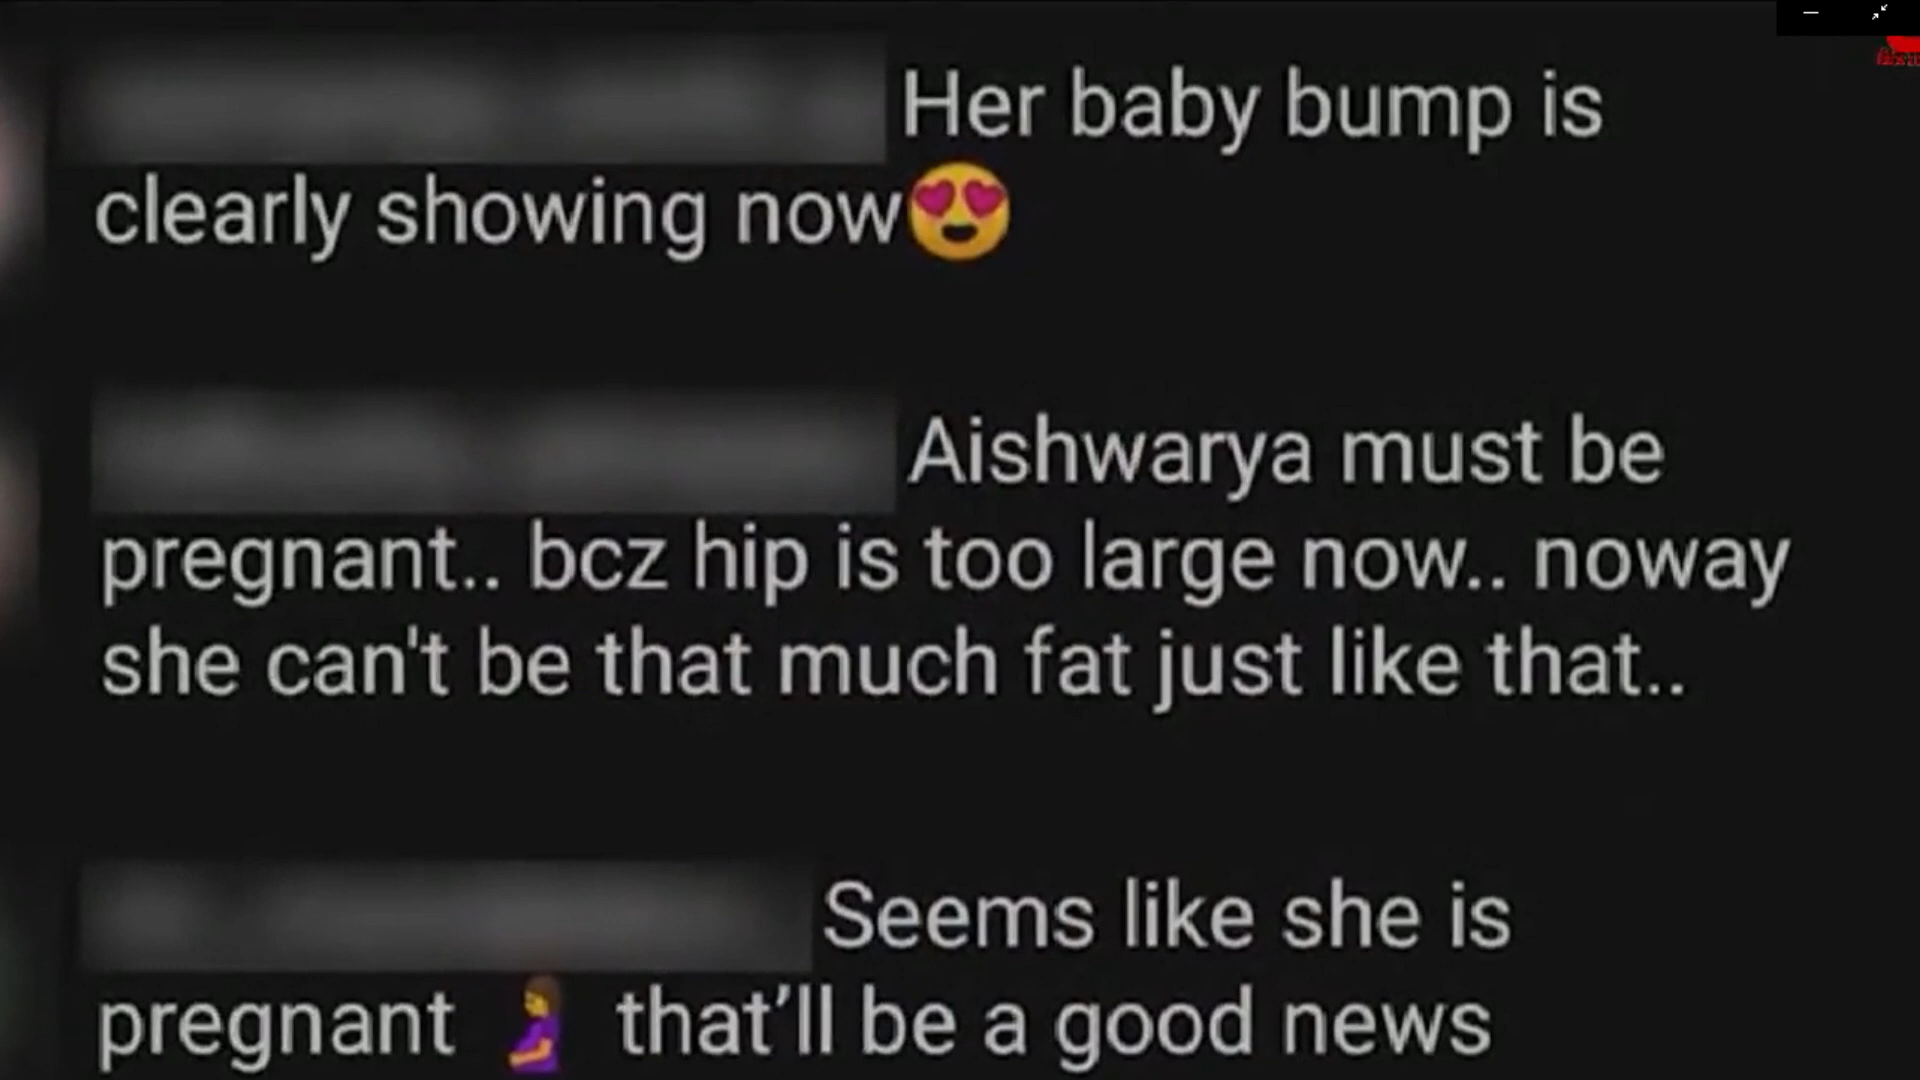 Her baby bump is
clearly showing now😍
Aishwarya must be
pregnant.. bcz hip is too large now.. noway
she can't be that much fat just like that..
Seems like she is
pregnant 🤰 that’ll be a good news